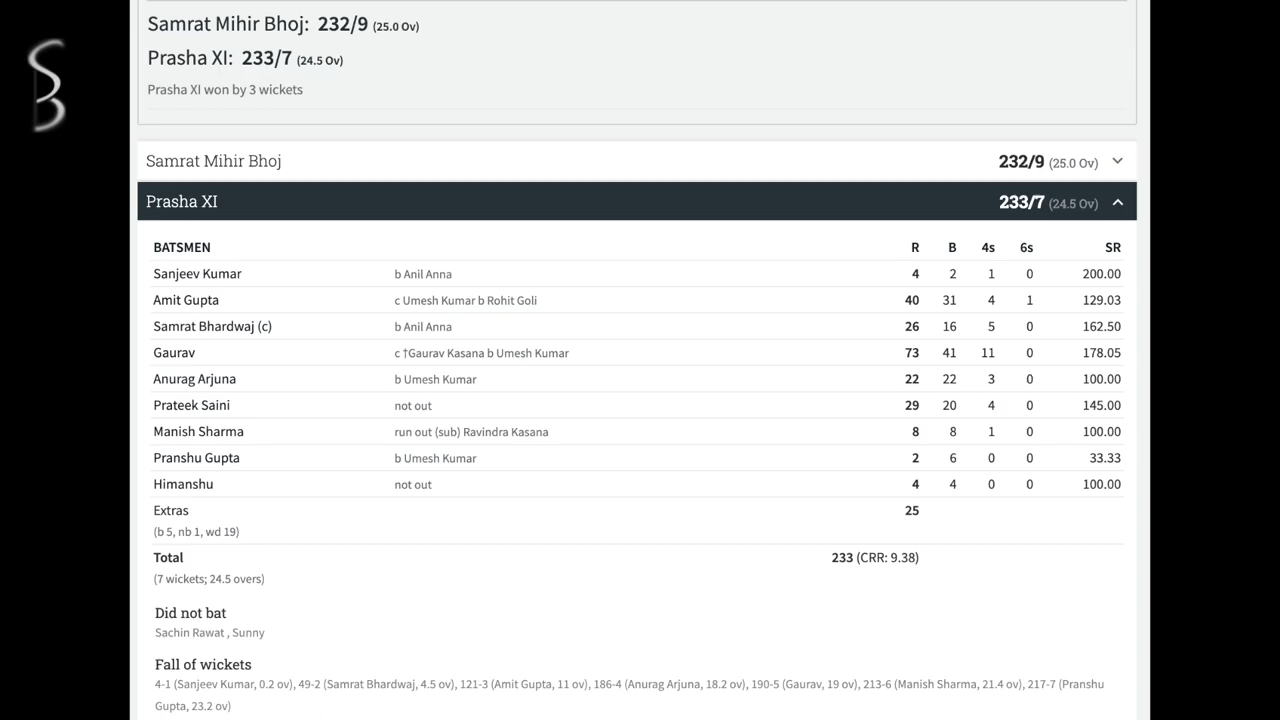 Samrat Mihir Bhoj: 232/9 (25.0 Ov)
Prasha XI: 233/7 (24.5 Ov)
Prasha XI won by 3 wickets
Samrat Mihir Bhoj 232/9 (25.0 Ov)
Prasha XI 233/7 (24.5 Ov)
BATSMEN R B 4s 6s SR
Sanjeev Kumar b Anil Anna 4 2 1 0 200.00
Amit Gupta c Umesh Kumar b Rohit Goli 40 31 4 1 129.03
Samrat Bhardwaj (c) b Anil Anna 26 16 5 0 162.50
Gaurav c †Gaurav Kasana b Umesh Kumar 73 41 11 0 178.05
Anurag Arjuna b Umesh Kumar 22 22 3 0 100.00
Prateek Saini not out 29 20 4 0 145.00
Manish Sharma run out (sub) Ravindra Kasana 8 8 1 0 100.00
Pranshu Gupta b Umesh Kumar 2 6 0 0 33.33
Himanshu not out 4 4 0 0 100.00
Extras 25
(b 5, nb 1, wd 19)
Total 233 (CRR: 9.38)
(7 wickets; 24.5 overs)
Did not bat
Sachin Rawat , Sunny
Fall of wickets
4-1 (Sanjeev Kumar, 0.2 ov), 49-2 (Samrat Bhardwaj, 4.5 ov), 121-3 (Amit Gupta, 11 ov), 186-4 (Anurag Arjuna, 18.2 ov), 190-5 (Gaurav, 19 ov), 213-6 (Manish Sharma, 21.4 ov), 217-7 (Pranshu
Gupta, 23.2 ov)